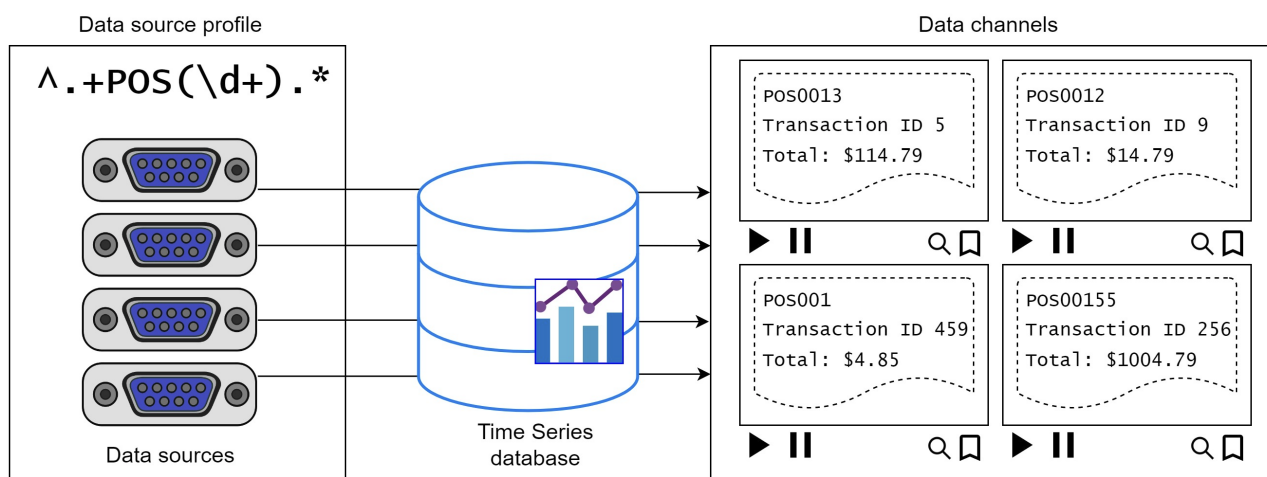 Data source profile
^.+POS(\d+).*
Data sources
Time Series
database
Data channels
POS0013
Transaction ID 5
Total: $114.79
POS0012
Transaction ID 9
Total: $14.79
POS001
Transaction ID 459
Total: $4.85
POS00155
Transaction ID 256
Total: $1004.79